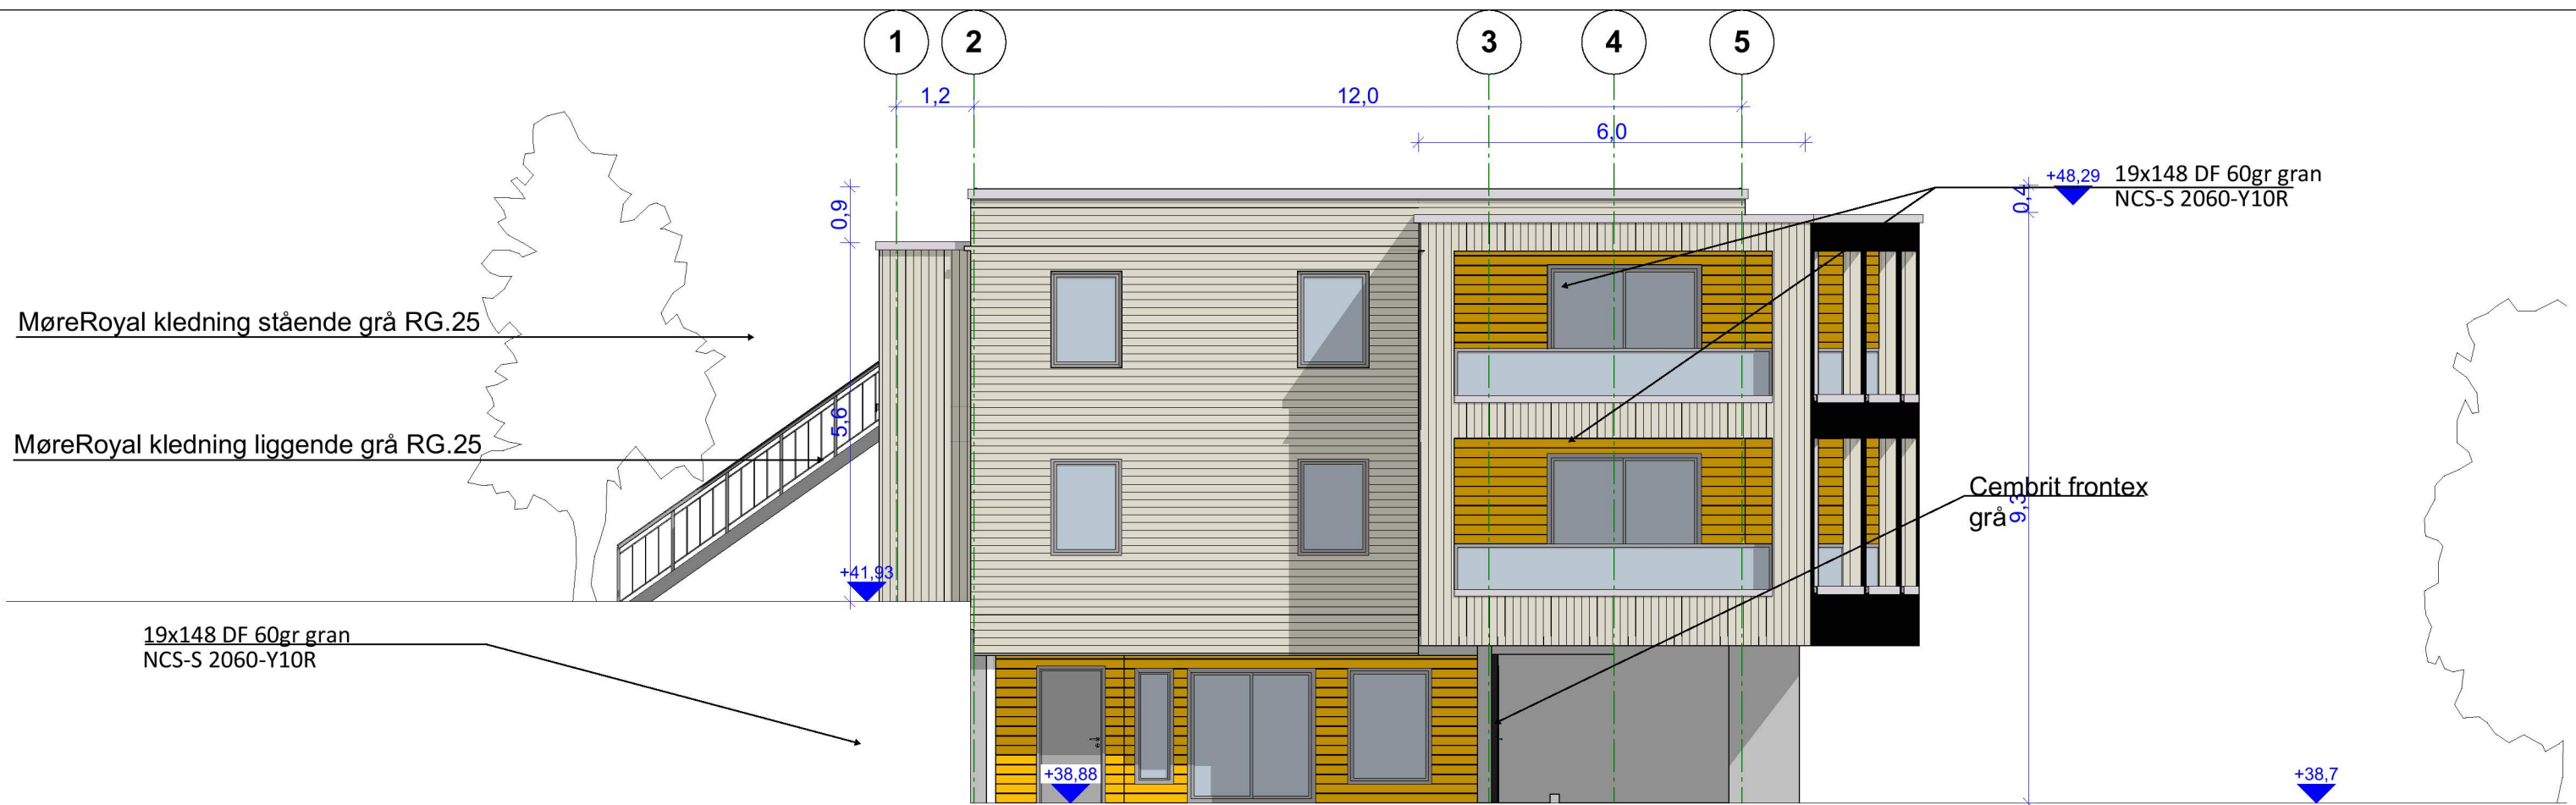 1
2
3
4
5
1,2
12,0
6,0
0,9
0,4
+48,29
19x148 DF 60gr gran
NCS-S 2060-Y10R
MøreRoyal kledning stående grå RG.25
5,6
MøreRoyal kledning liggende grå RG.25
Cembrit frontex
grå
9,3
+41,93
19x148 DF 60gr gran
NCS-S 2060-Y10R
+38,88
+38,7